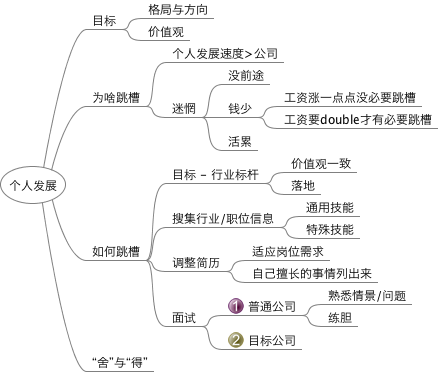 个人发展
目标
格局与方向
价值观
为啥跳槽
个人发展速度>公司
迷惘
没前途
钱少
工资涨一点点没必要跳槽
工资要double才有必要跳槽
活累
如何跳槽
目标 - 行业标杆
价值观一致
落地
搜集行业/职位信息
通用技能
特殊技能
调整简历
适应岗位需求
自己擅长的事情列出来
面试
1 普通公司
熟悉情景/问题
练胆
2 目标公司
“舍”与“得”